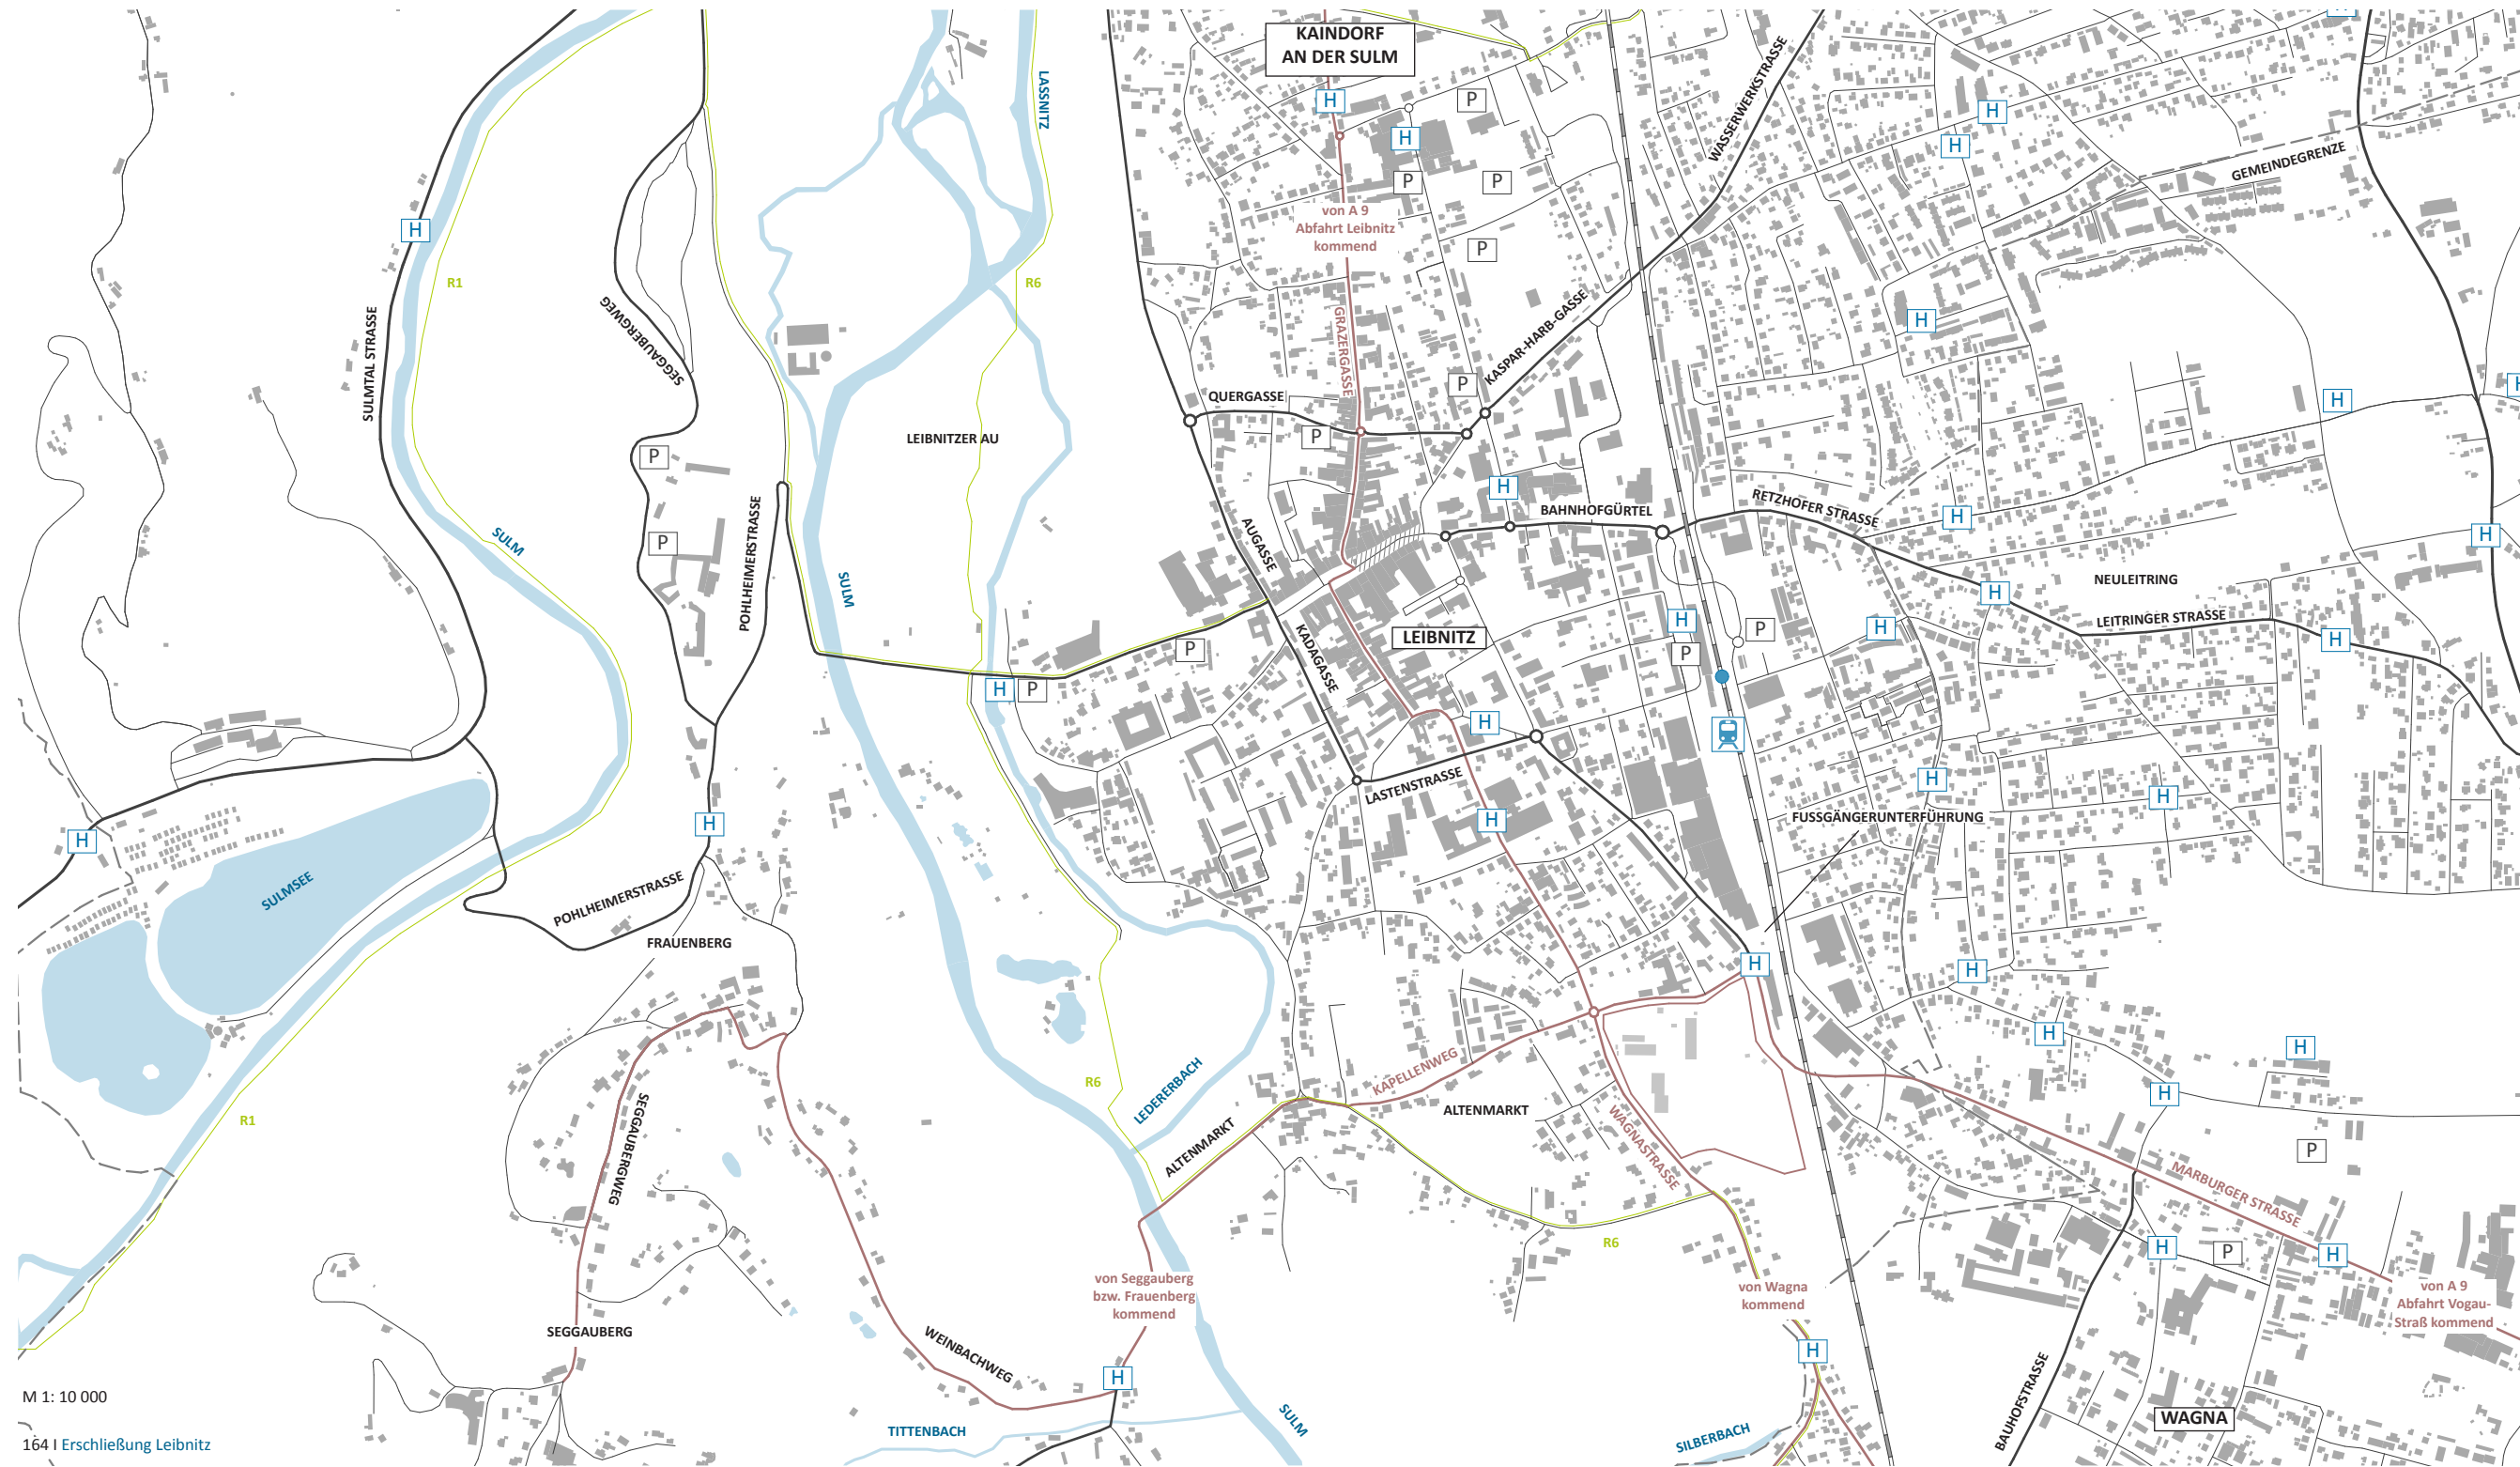 KAINDORF
AN DER SULM
H
P
H
LASSNITZ
WASSERWERKSTRASSE
H
H
GEMEINDEGRENZE
P
P
von A 9
Abfahrt Leibnitz
kommend
H
P
R1
R6
SEGGAUBERGWEG
SULMTAL STRASSE
GRAZERGASSE
KASPAR-HARB-GASSE
H
P
H
QUERGASSE
P
LEIBNITZER AU
P
H
BAHNHOFGÜRTEL
RETZHOFER STRASSE
H
H
SULM
P
POHLHEIMERSTRASSE
AUGASSE
SULM
NEULEITRING
H
LEITRINGER STRASSE
H
H
H
P
P
LEIBNITZ
KADAGASSE
P
H
P
H
LASTENSTRASSE
H
H
H
H
H
FUSSGÄNGERUNTERFÜHRUNG
SULMSEE
POHLHEIMERSTRASSE
FRAUENBERG
H
H
H
H
R6
KAPELLENWEG
LEDERERBACH
ALTENMARKT
ALTENMARKT
WAGNASTRASSE
H
R1
SEGGAUBERGWEG
P
MARBURGER STRASSE
R6
H
P
H
von Seggauberg
bzw. Frauenberg
kommend
von Wagna
kommend
von A 9
Abfahrt Vogau-
Straß kommend
SEGGAUBERG
WEINBACHWEG
H
H
BAUHOFSTRASSE
M 1: 10 000
TITTENBACH
SULM
SILBERBACH
WAGNA
164 I Erschließung Leibnitz